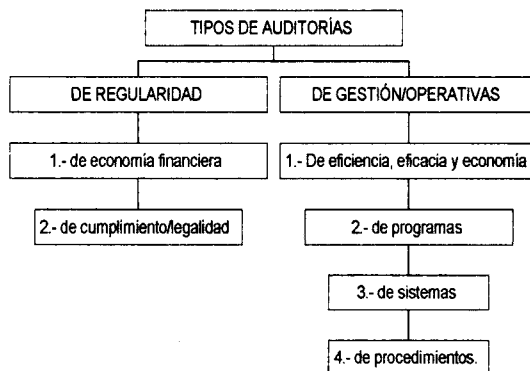 TIPOS DE AUDITORÍAS
DE REGULARIDAD
DE GESTIÓN/OPERATIVAS
1.- de economía financiera
1.- De eficiencia, eficacia y economía
2.- de cumplimiento/legalidad
2.- de programas
3.- de sistemas
4.- de procedimientos.